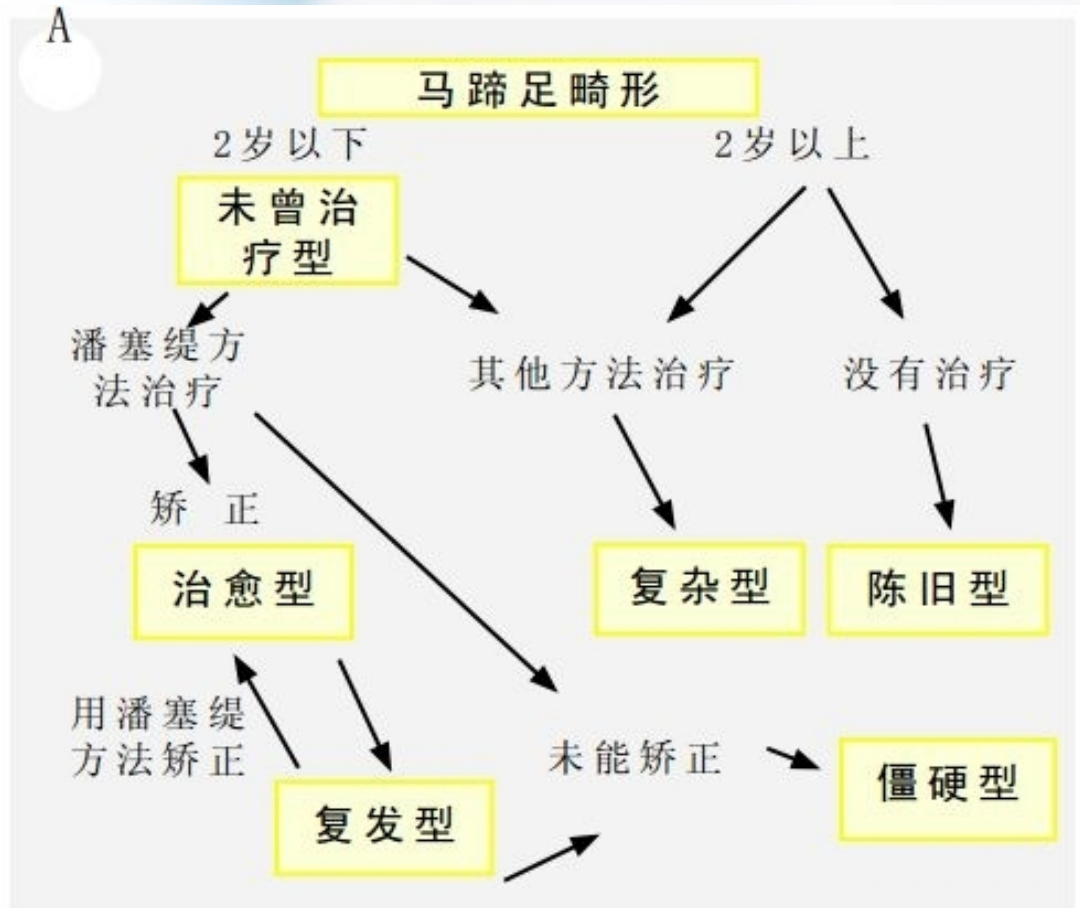 A
马蹄足畸形
2岁以下
2岁以上
未曾治
疗型
潘塞缇方
法治疗
其他方法治疗
没有治疗
矫 正
治愈型
复杂型
陈旧型
用潘塞缇
方法矫正
未能矫正
僵硬型
复发型